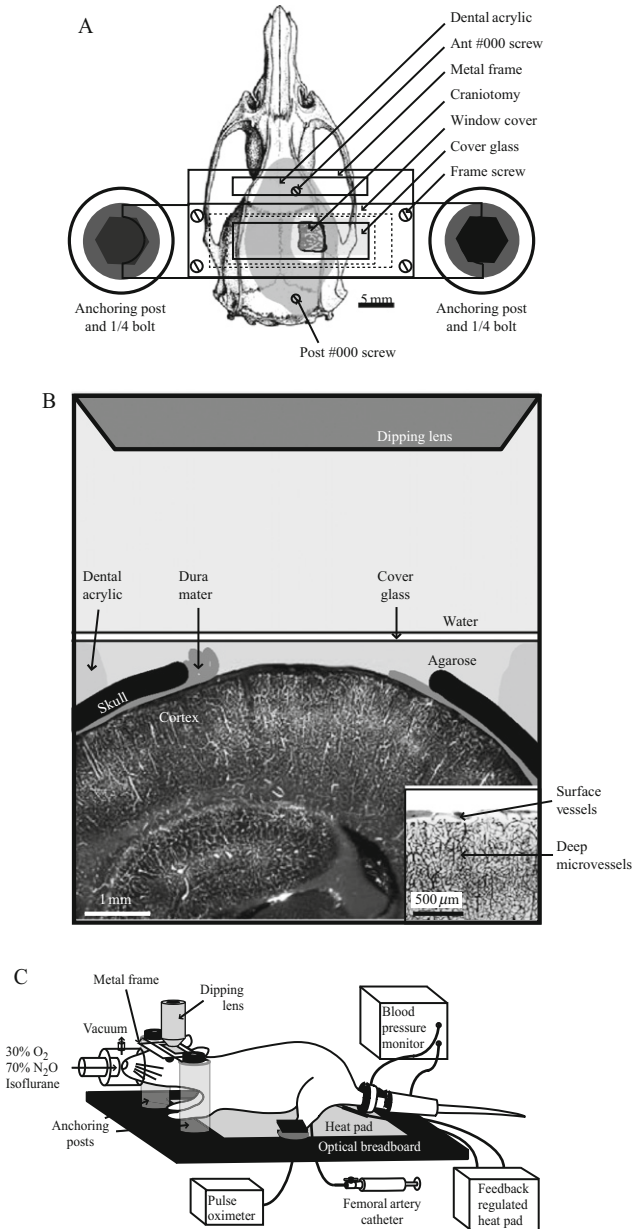 A
Dental acrylic
Ant #000 screw
Metal frame
Craniotomy
Window cover
Cover glass
Frame screw
Anchoring post
and 1/4 bolt
5 mm
Anchoring post
and 1/4 bolt
Post #000 screw
B
Dipping lens
Dental
acrylic
Dura
mater
Cover
glass
Water
Agarose
Skull
Cortex
Surface
vessels
Deep
microvessels
1 mm
500 μm
C
Metal frame
Dipping
lens
Vacuum
30% O2
70% N2O
Isoflurane
Blood
pressure
monitor
Anchoring
posts
Heat pad
Optical breadboard
Pulse
oximeter
Femoral artery
catheter
Feedback
regulated
heat pad